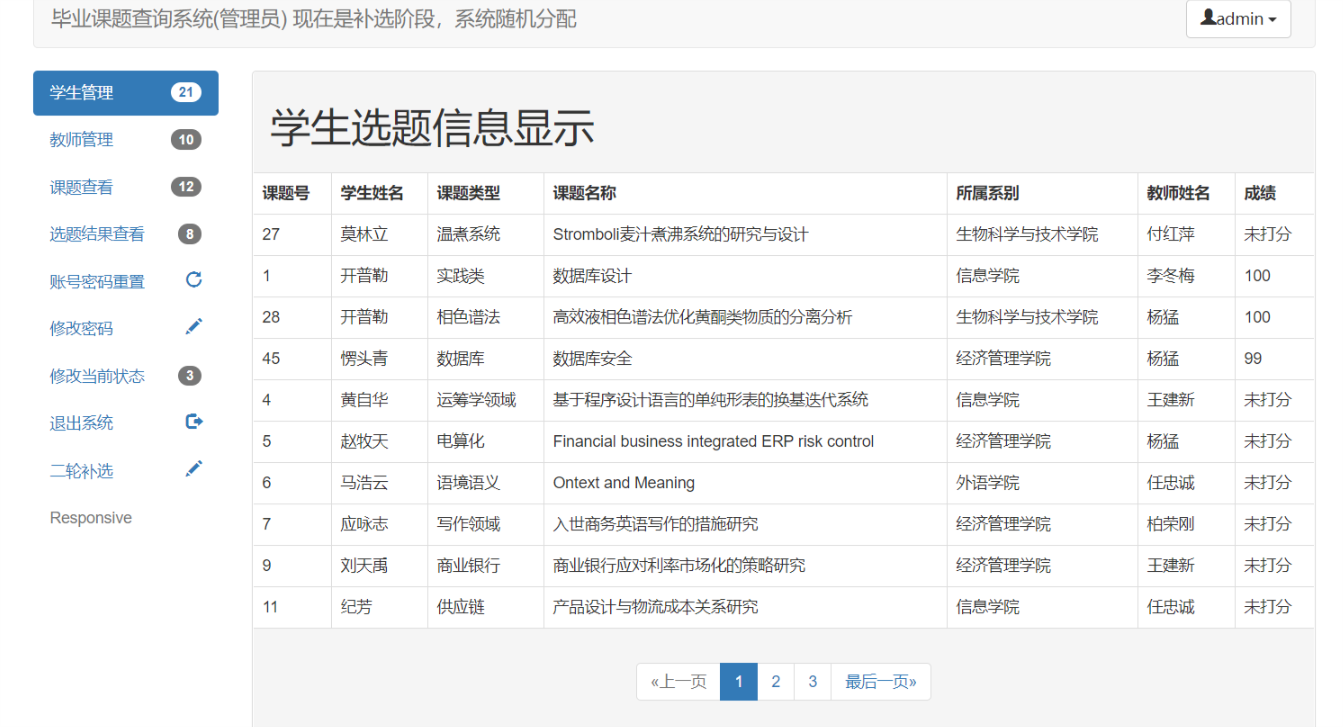 毕业课题查询系统(管理员) 现在是补选阶段，系统随机分配
admin
学生管理 21
教师管理 10
课题查看 12
选题结果查看 8
账号密码重置
修改密码
修改当前状态 3
退出系统
二轮补选
Responsive
学生选题信息显示
课题号 学生姓名 课题类型 课题名称 所属系别 教师姓名 成绩
27 莫林立 温煮系统 Stromboli麦汁煮沸系统的研究与设计 生物科学与技术学院 付红萍 未打分
1 开普勒 实践类 数据库设计 信息学院 李冬梅 100
28 开普勒 相色谱法 高效液相色谱法优化黄酮类物质的分离分析 生物科学与技术学院 杨猛 100
45 愣头青 数据库 数据库安全 经济管理学院 杨猛 99
4 黄自华 运筹学领域 基于程序设计语言的单纯形表的换基迭代系统 信息学院 王建新 未打分
5 赵牧天 电算化 Financial business integrated ERP risk control 经济管理学院 杨猛 未打分
6 马浩云 语境语义 Ontext and Meaning 外语学院 任忠诚 未打分
7 应咏志 写作领域 入世商务英语写作的措施研究 经济管理学院 柏荣刚 未打分
9 刘天禹 商业银行 商业银行应对利率市场化的策略研究 经济管理学院 王建新 未打分
11 纪芳 供应链 产品设计与物流成本关系研究 信息学院 任忠诚 未打分
«上一页 1 2 3 最后一页»